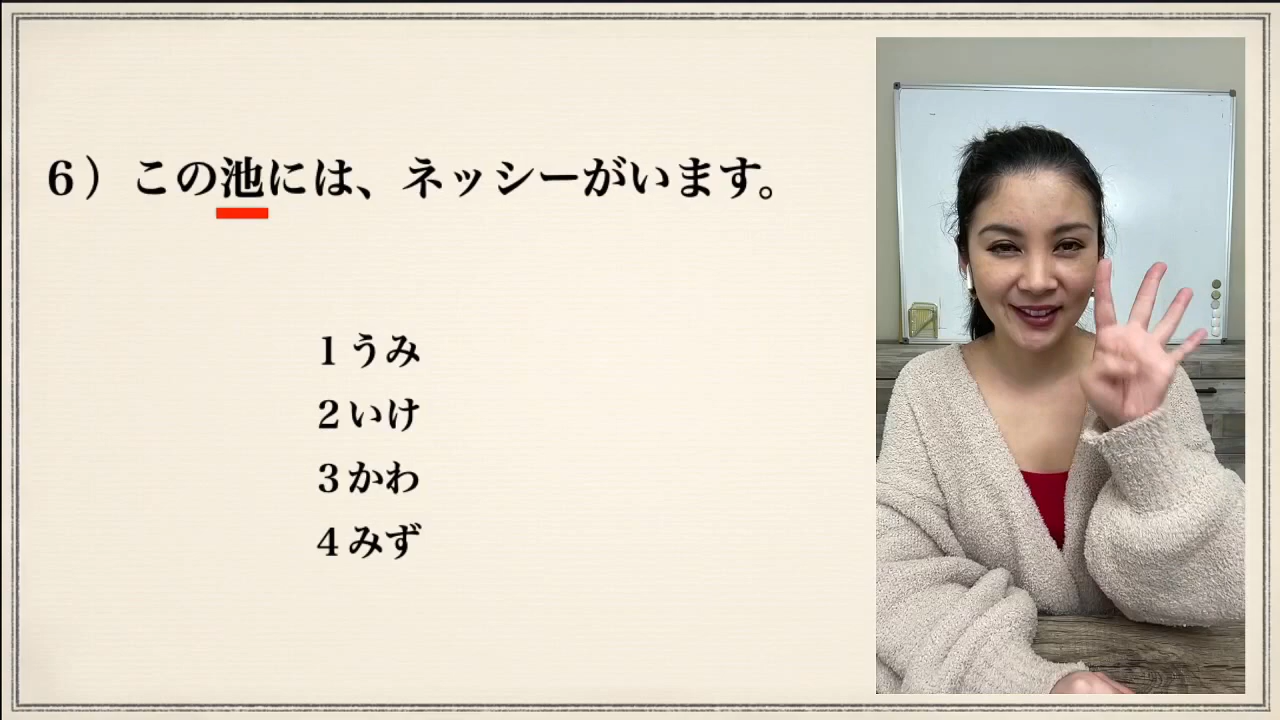 ６）この池には、ネッシーがいます。
１うみ
２いけ
３かわ
４みず